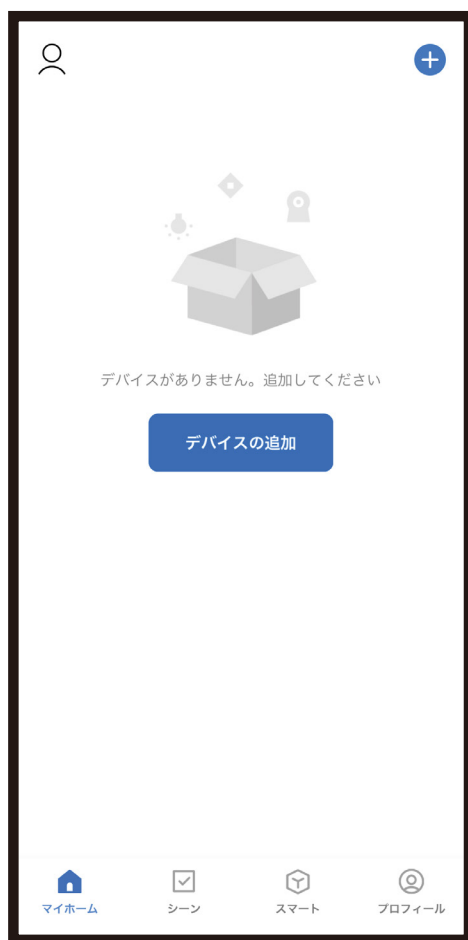 デバイスがありません。追加してください
デバイスの追加
マイホーム
シーン
スマート
プロフィール